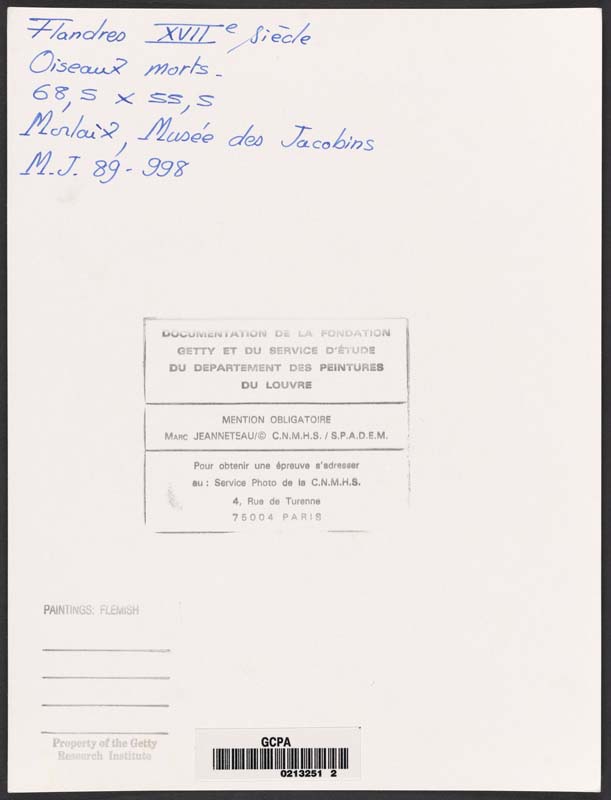 Flandres XVIIe siècle
Oiseaux morts -
68,5 x 55,5
Morlaix, Musée des Jacobins
M.J. 89 - 998
DOCUMENTATION DE LA FONDATION
GETTY ET DU SERVICE D'ÉTUDE
DU DEPARTEMENT DES PEINTURES
DU LOUVRE
MENTION OBLIGATOIRE
MARC JEANNETEAU/© C.N.M.H.S. / S.P.A.D.E.M.
Pour obtenir une épreuve s'adresser
au : Service Photo de la C.N.M.H.S.
4, Rue de Turenne
75004 PARIS
PAINTINGS: FLEMISH
Property of the Getty
Research Institute
GCPA
0213251 2